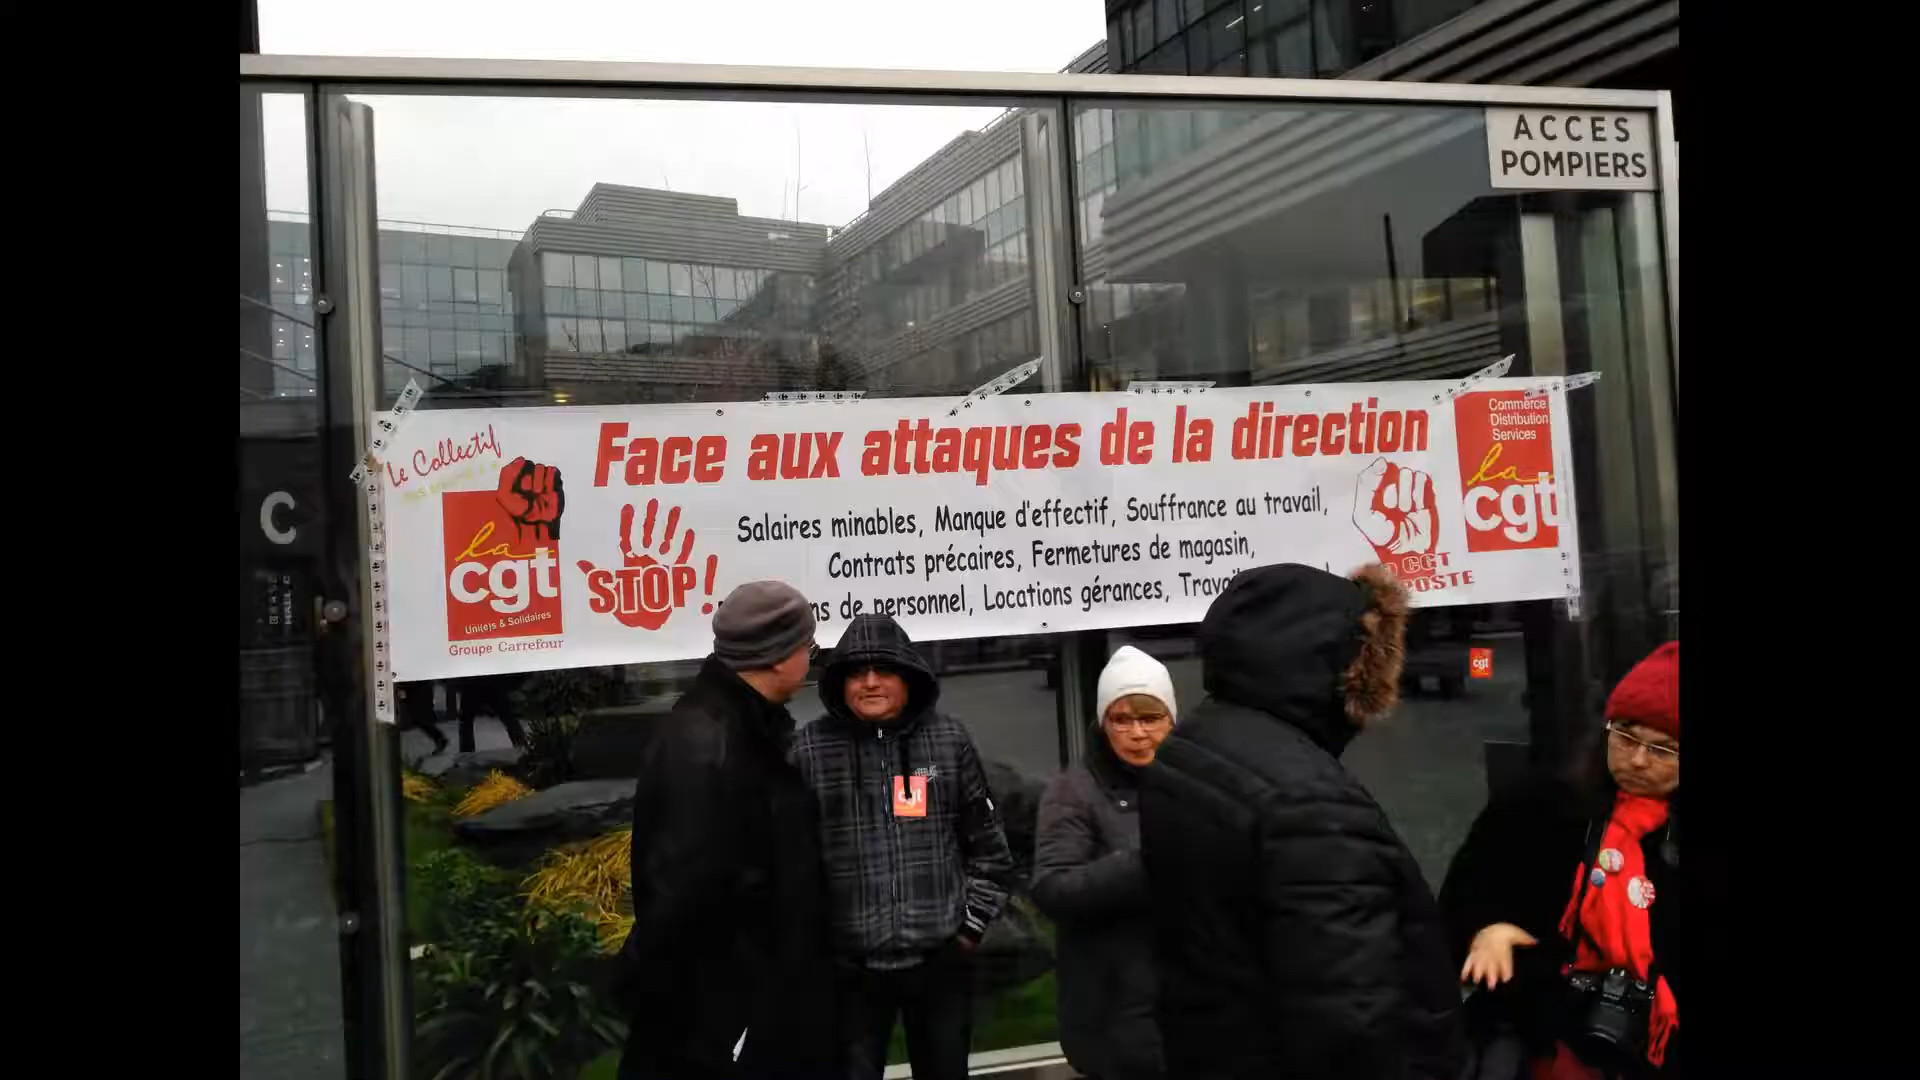 ACCES
POMPIERS
Le Collectif
Face aux attaques de la direction
Commerce
Distribution
Services
la
cgt
la
cgt
Uni(e)s & Solidaires
Groupe Carrefour
STOP!
Salaires minables, Manque d'effectif, Souffrance au travail,
Contrats précaires, Fermetures de magasin,
de personnel, Locations gérances,
CGT
C
cgt
cgt